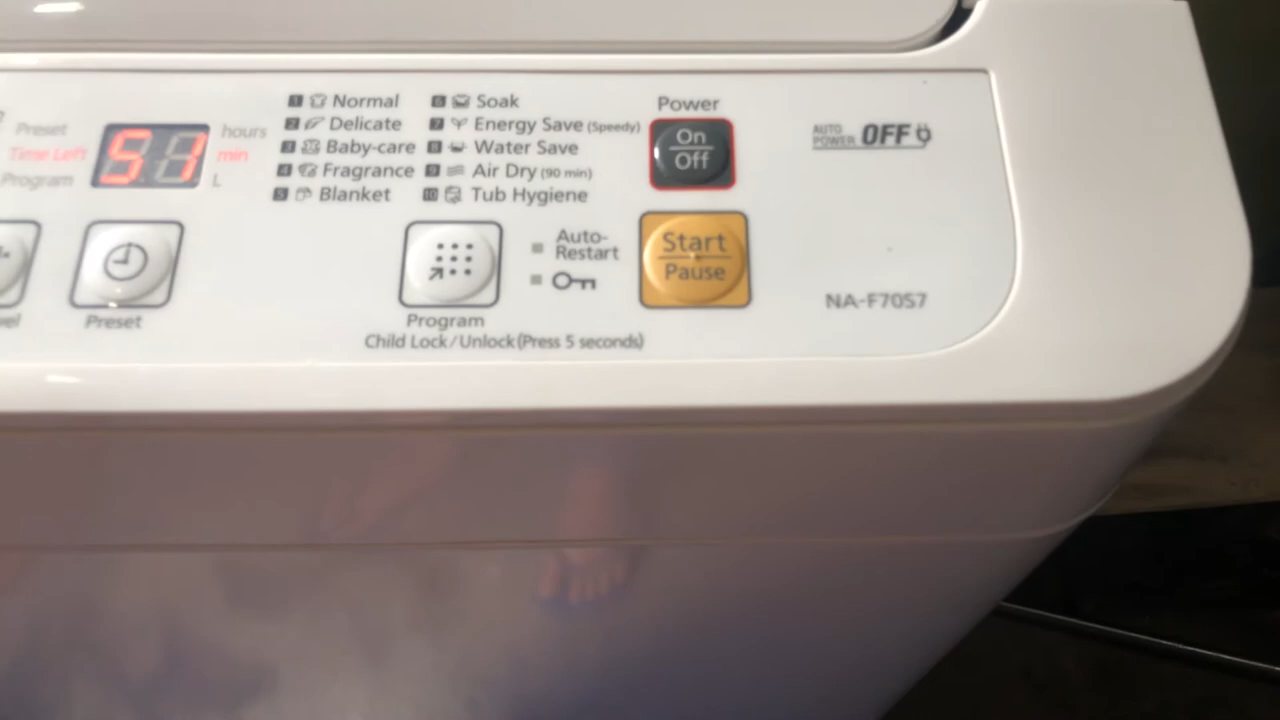 Preset
Time Left
Program
51
hours
min
L
1 Normal
2 Delicate
3 Baby-care
4 Fragrance
5 Blanket
6 Soak
7 Energy Save (Speedy)
8 Water Save
9 Air Dry (90 min)
10 Tub Hygiene
Power
On
Off
AUTO
POWER OFF
Preset
Program
Child Lock/Unlock (Press 5 seconds)
Auto-
Restart
Start
Pause
NA-F70S7